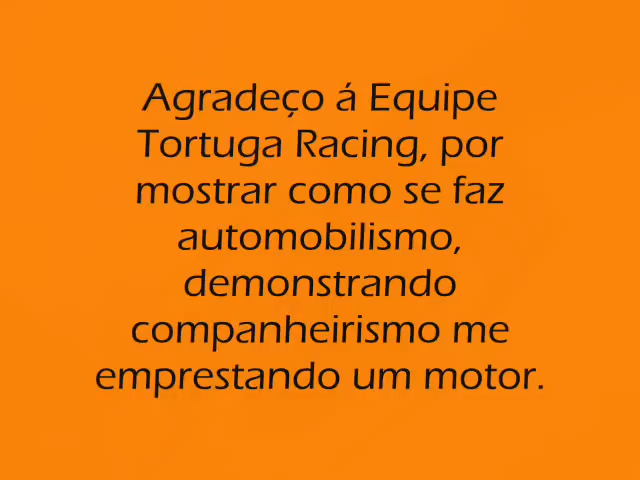 Agradeço á Equipe
Tortuga Racing, por
mostrar como se faz
automobilismo,
demonstrando
companheirismo me
emprestando um motor.